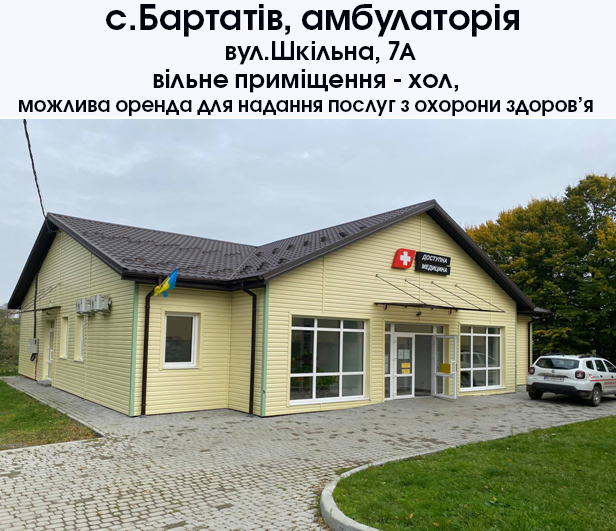 с.Бартатів, амбулаторія
вул.Шкільна, 7А
вільне приміщення - хол,
можлива оренда для надання послуг з охорони здоров’я
ДОСТУПНА
МЕДИЦИНА